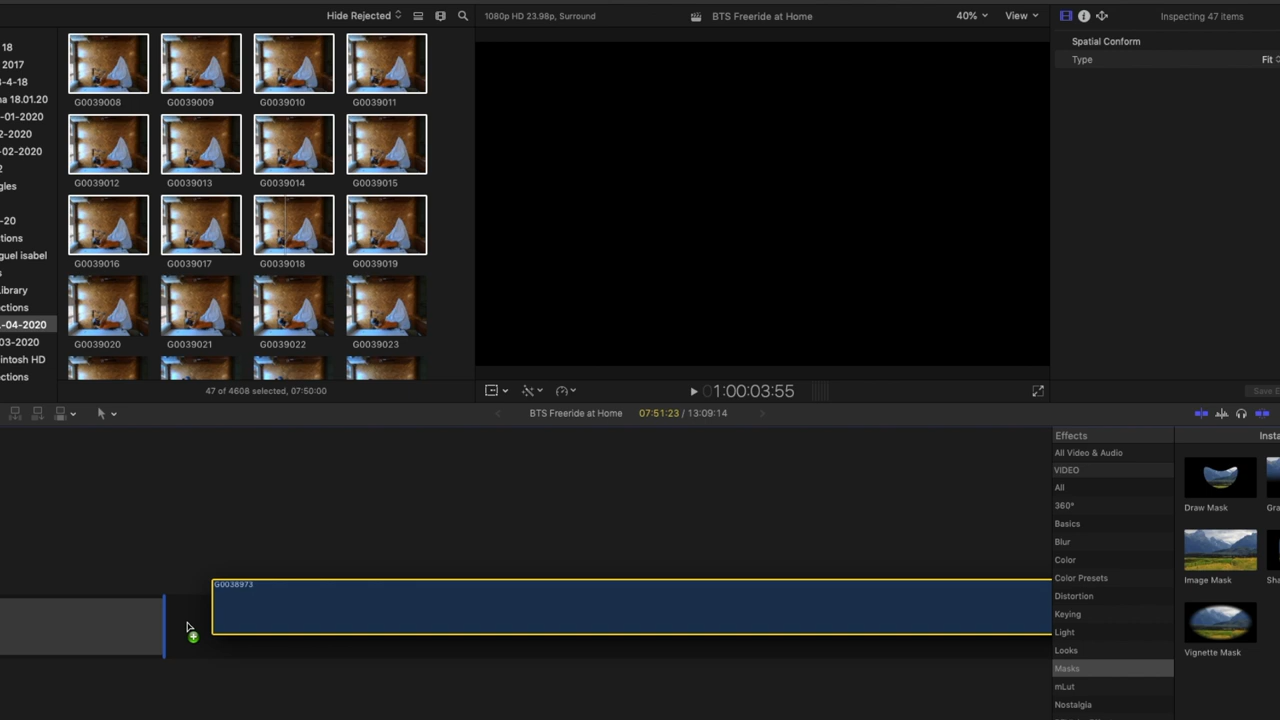 Hide Rejected
1080p HD 23.98p, Surround
BTS Freeride at Home
40%
View
Inspecting 47 items
18
2017
-4-18
18.01.20
-01-2020
2-2020
-02-2020
gles
-20
ctions
guel isabel
s
ibrary
ctions
-04-2020
03-2020
intosh HD
ctions
G0039008
G0039009
G0039010
G0039011
G0039012
G0039013
G0039014
G0039015
G0039016
G0039017
G0039018
G0039019
G0039020
G0039021
G0039022
G0039023
47 of 4608 selected, 07:50:00
01:00:03:55
Spatial Conform
Type
Fit
Save E
BTS Freeride at Home
07:51:23 / 13:09:14
G0038973
Effects
All Video & Audio
VIDEO
All
360°
Basics
Blur
Color
Color Presets
Distortion
Keying
Light
Looks
Masks
mLut
Nostalgia
Insta
Draw Mask
Gra
Image Mask
Sha
Vignette Mask